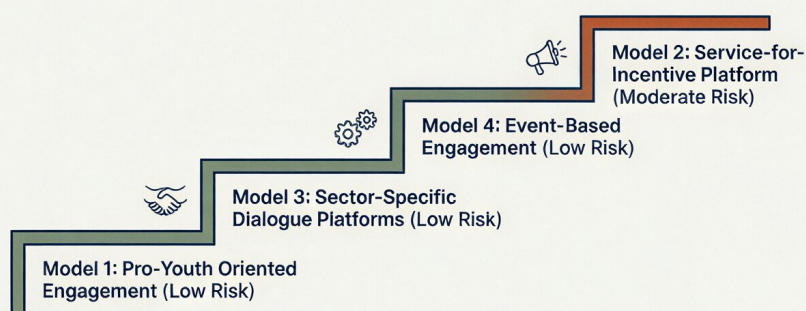 Model 2: Service-for-
Incentive Platform
(Moderate Risk)
Model 4: Event-Based
Engagement (Low Risk)
Model 3: Sector-Specific
Dialogue Platforms (Low Risk)
Model 1: Pro-Youth Oriented
Engagement (Low Risk)